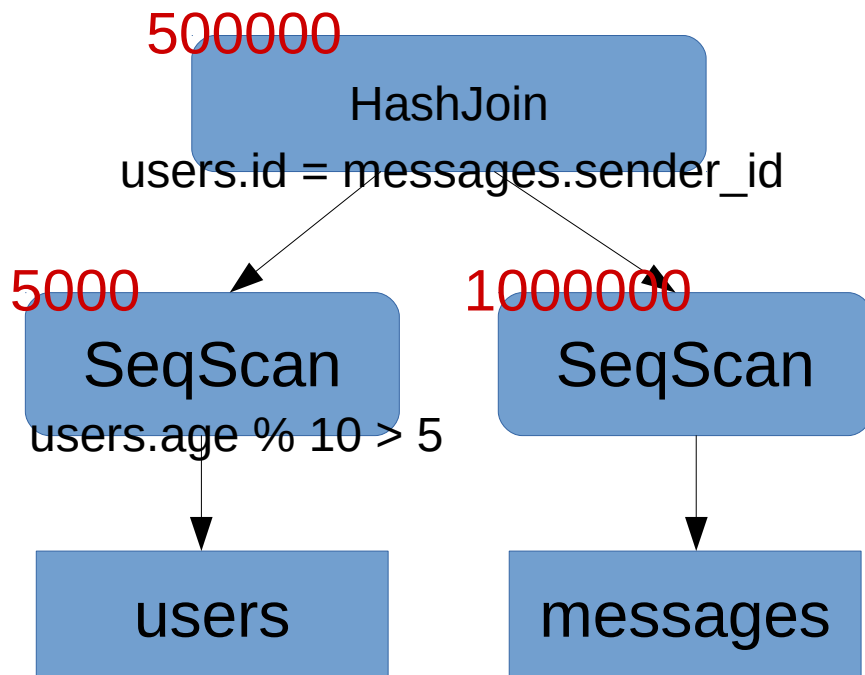 500000
HashJoin
users.id = messages.sender_id
5000
1000000
SeqScan
SeqScan
users.age % 10 > 5
users
messages